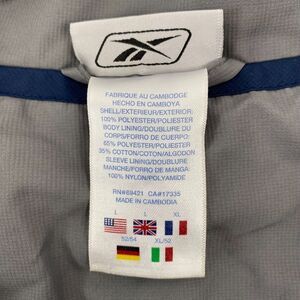 FABRIQUE AU CAMBODGE
HECHO EN CAMBOYA
SHELL/EXTERIEUR/EXTERIOR:
100% POLYESTER/POLIESTER
BODY LINING/DOUBLURE DU
CORPS/FORRO DE CUERPO:
65% POLYESTER/POLIESTER
35% COTTON/COTON/ALGODON
SLEEVE LINING/DOUBLURE
MANCHE/FORRO DE MANGA:
100% NYLON/POLYAMIDE
RN#69421 CA#17335
MADE IN CAMBODIA
L L XL
52/54 XL/52